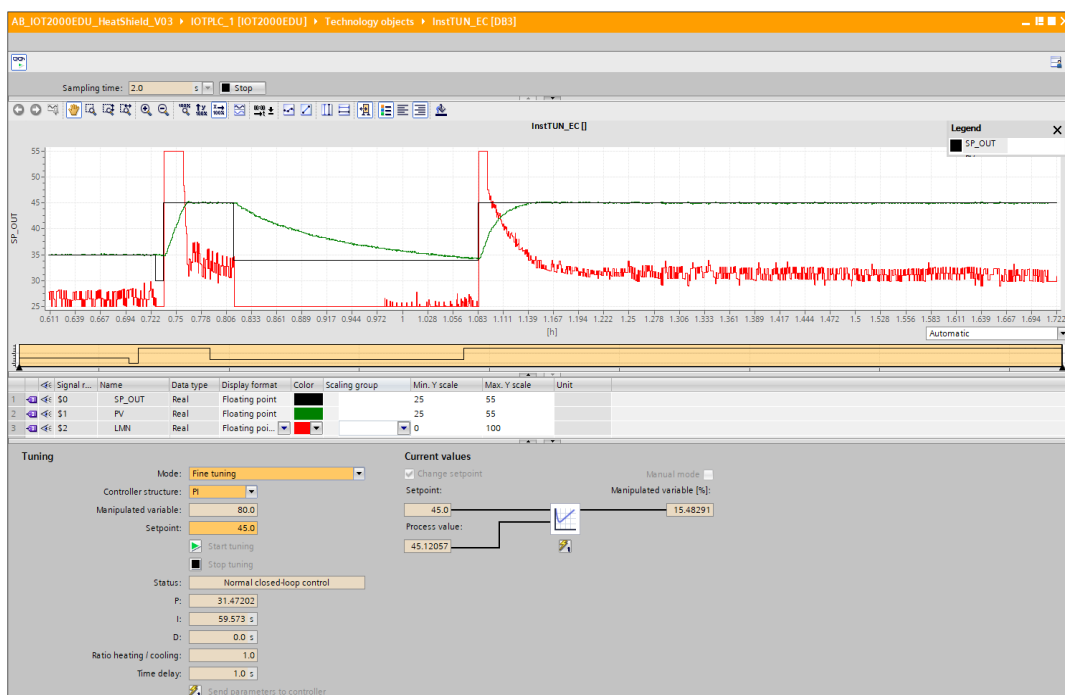 AB_IOT2000EDU_HeatShield_V03 ▸ IOTPLC_1 [IOT2000EDU] ▸ Technology objects ▸ InstTUN_EC [DB3]
Sampling time: 2.0 s Stop
InstTUN_EC []
Legend
SP_OUT
55
50
45
40
35
30
25
SP_OUT
0.611 0.639 0.667 0.694 0.722 0.75 0.778 0.806 0.833 0.861 0.889 0.917 0.944 0.972 1 1.028 1.056 1.083 1.111 1.139 1.167 1.194 1.222 1.25 1.278 1.306 1.333 1.361 1.389 1.417 1.444 1.472 1.5 1.528 1.556 1.583 1.611 1.639 1.667 1.694 1.722
[h]
Automatic
Signal r... Name Data type Display format Color Scaling group Min. Y scale Max. Y scale Unit
1 $0 SP_OUT Real Floating point 25 55
2 $1 PV Real Floating point 25 55
3 $2 LMN Real Floating poi... 0 100
Tuning
Mode: Fine tuning
Controller structure: PI
Manipulated variable: 80.0
Setpoint: 45.0
Start tuning
Stop tuning
Status: Normal closed-loop control
P: 31.47202
I: 59.573 s
D: 0.0 s
Ratio heating / cooling: 1.0
Time delay: 1.0 s
Send parameters to controller
Current values
Change setpoint
Manual mode
Setpoint:
Manipulated variable [%]:
45.0
15.48291
Process value:
45.12057